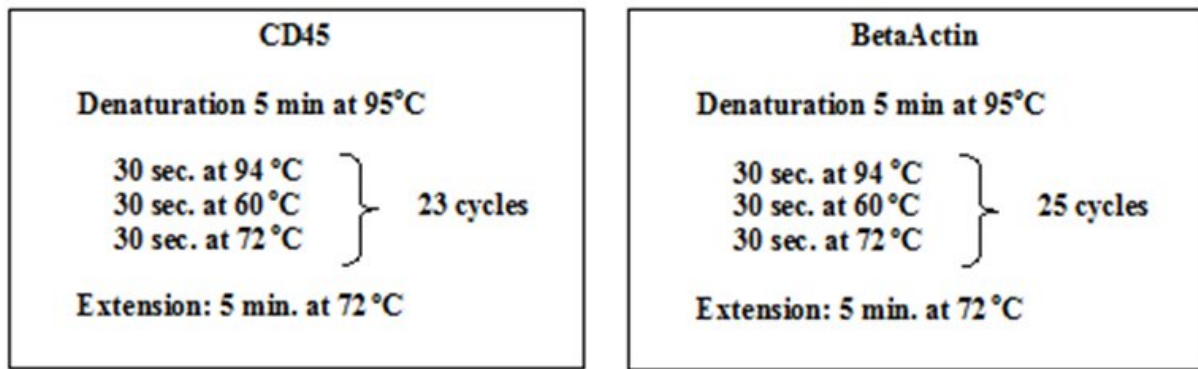 CD45
Denaturation 5 min at 95°C
30 sec. at 94 °C
30 sec. at 60 °C
30 sec. at 72 °C
23 cycles
Extension: 5 min. at 72 °C
BetaActin
Denaturation 5 min at 95°C
30 sec. at 94 °C
30 sec. at 60 °C
30 sec. at 72 °C
25 cycles
Extension: 5 min. at 72 °C